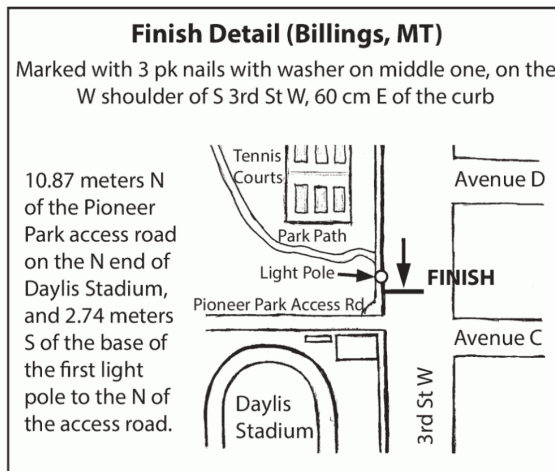 Finish Detail (Billings, MT)
Marked with 3 pk nails with washer on middle one, on the
W shoulder of S 3rd St W, 60 cm E of the curb
10.87 meters N
of the Pioneer
Park access road
on the N end of
Daylis Stadium,
and 2.74 meters
S of the base of
the first light
pole to the N of
the access road.
Tennis
Courts
Avenue D
Park Path
Light Pole
FINISH
Pioneer Park Access Rd
Avenue C
Daylis
Stadium
3rd St W